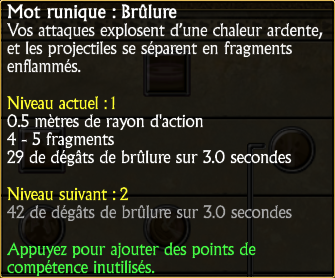 Mot runique : Brûlure
Vos attaques explosent d'une chaleur ardente,
et les projectiles se séparent en fragments
enflammés.
Niveau actuel : 1
0.5 mètres de rayon d'action
4 - 5 fragments
29 de dégâts de brûlure sur 3.0 secondes
Niveau suivant : 2
42 de dégâts de brûlure sur 3.0 secondes
Appuyez pour ajouter des points de
compétence inutilisés.